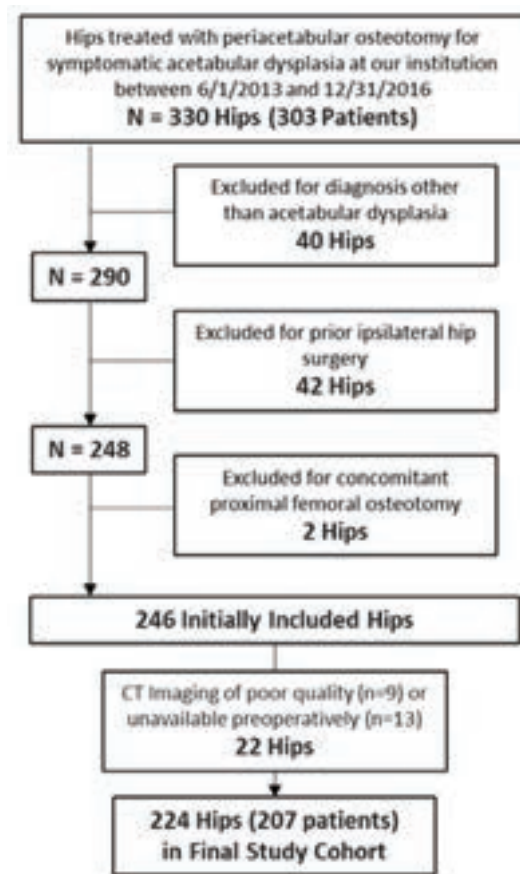 Hips treated with periacetabular osteotomy for
symptomatic acetabular dysplasia at our institution
between 6/1/2013 and 12/31/2016
N = 330 Hips (303 Patients)
Excluded for diagnosis other
than acetabular dysplasia
40 Hips
N = 290
Excluded for prior ipsilateral hip
surgery
42 Hips
N = 248
Excluded for concomitant
proximal femoral osteotomy
2 Hips
246 Initially Included Hips
CT Imaging of poor quality (n=9) or
unavailable preoperatively (n=13)
22 Hips
224 Hips (207 patients)
in Final Study Cohort